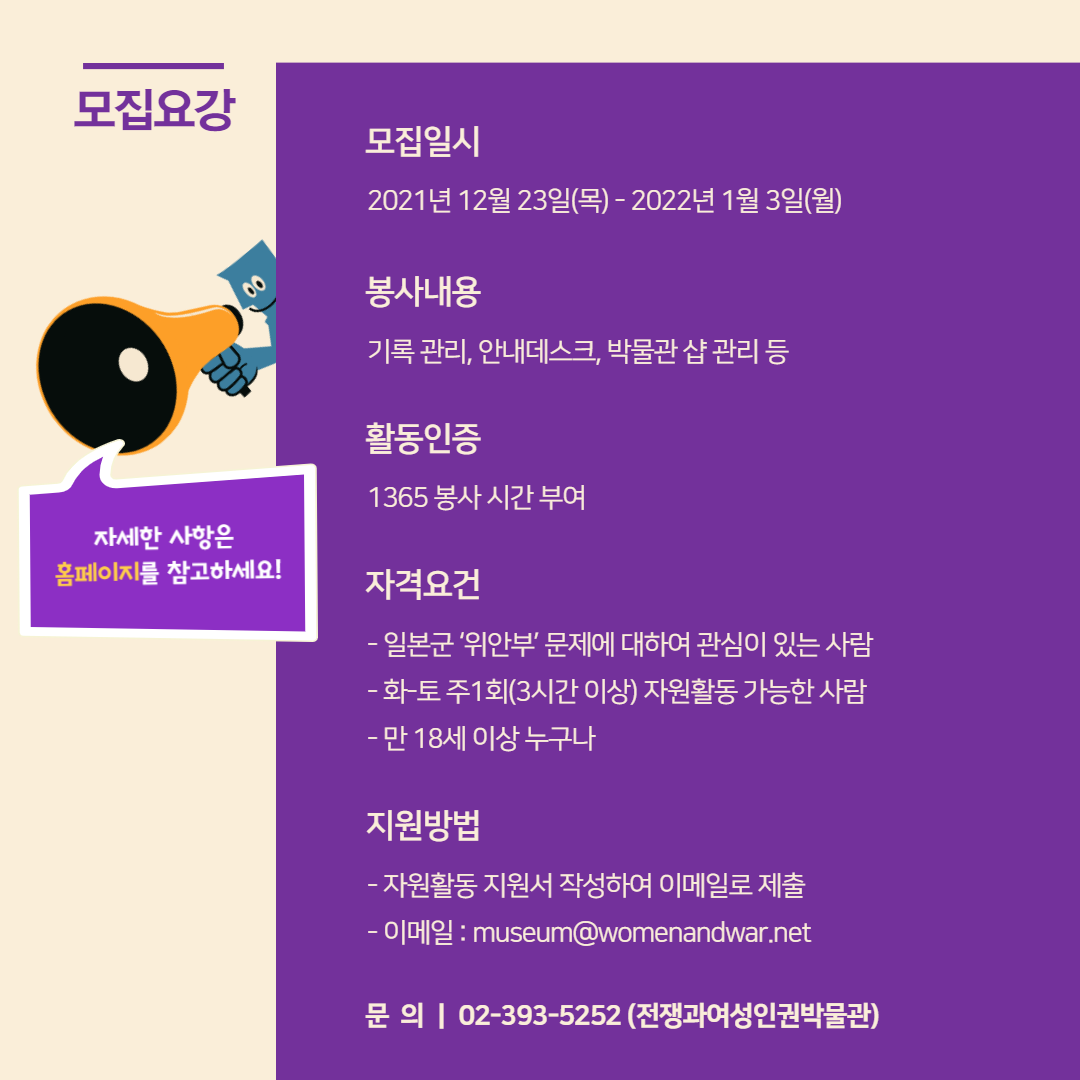 모집요강
모집일시
2021년 12월 23일(목) - 2022년 1월 3일(월)
봉사내용
기록 관리, 안내데스크, 박물관 샵 관리 등
활동인증
1365 봉사 시간 부여
자세한 사항은
홈페이지를 참고하세요!
자격요건
- 일본군 ‘위안부’ 문제에 대하여 관심이 있는 사람
- 화-토 주1회(3시간 이상) 자원활동 가능한 사람
- 만 18세 이상 누구나
지원방법
- 자원활동 지원서 작성하여 이메일로 제출
- 이메일 : museum@womenandwar.net
문 의 | 02-393-5252 (전쟁과여성인권박물관)